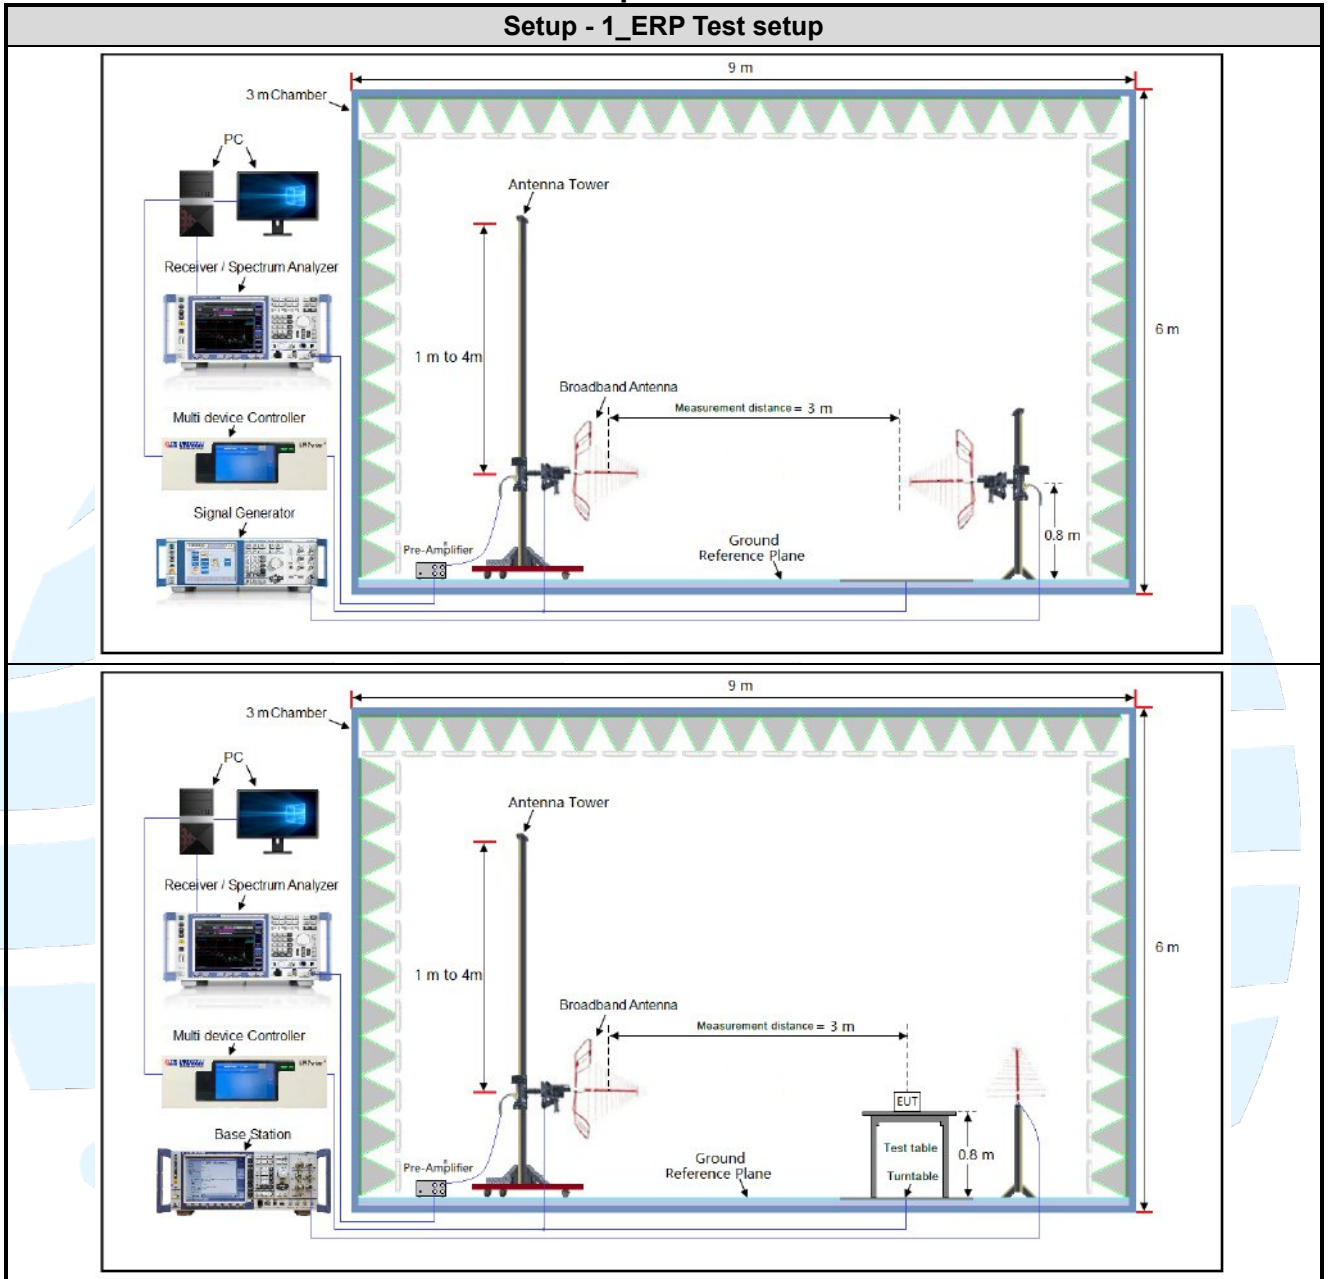 Setup - 1_ERP Test setup
9 m
3 m Chamber
PC
Antenna Tower
Receiver / Spectrum Analyzer
6 m
1 m to 4m
Broadband Antenna
Measurement distance = 3 m
Multi device Controller
Signal Generator
0.8 m
Ground
Reference Plane
Pre-Amplifier
9 m
3 m Chamber
PC
Antenna Tower
Receiver / Spectrum Analyzer
6 m
1 m to 4m
Broadband Antenna
Measurement distance = 3 m
Multi device Controller
EUT
Base Station
Test table
0.8 m
Ground
Reference Plane
Pre-Amplifier
Turntable